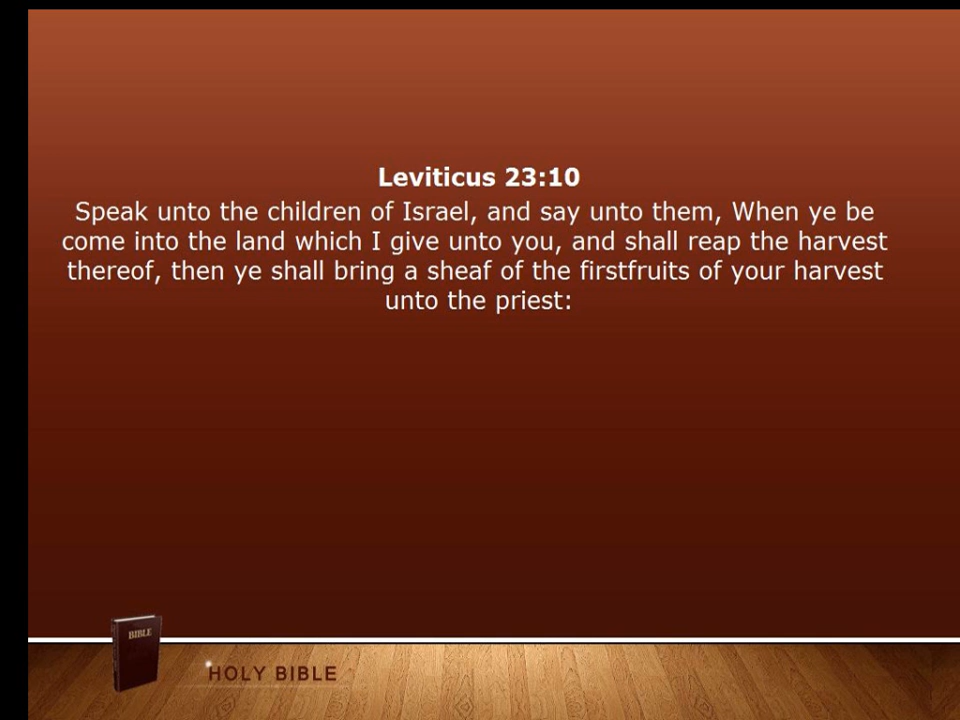 Leviticus 23:10
Speak unto the children of Israel, and say unto them, When ye be
come into the land which I give unto you, and shall reap the harvest
thereof, then ye shall bring a sheaf of the firstfruits of your harvest
unto the priest:
BIBLE
HOLY BIBLE